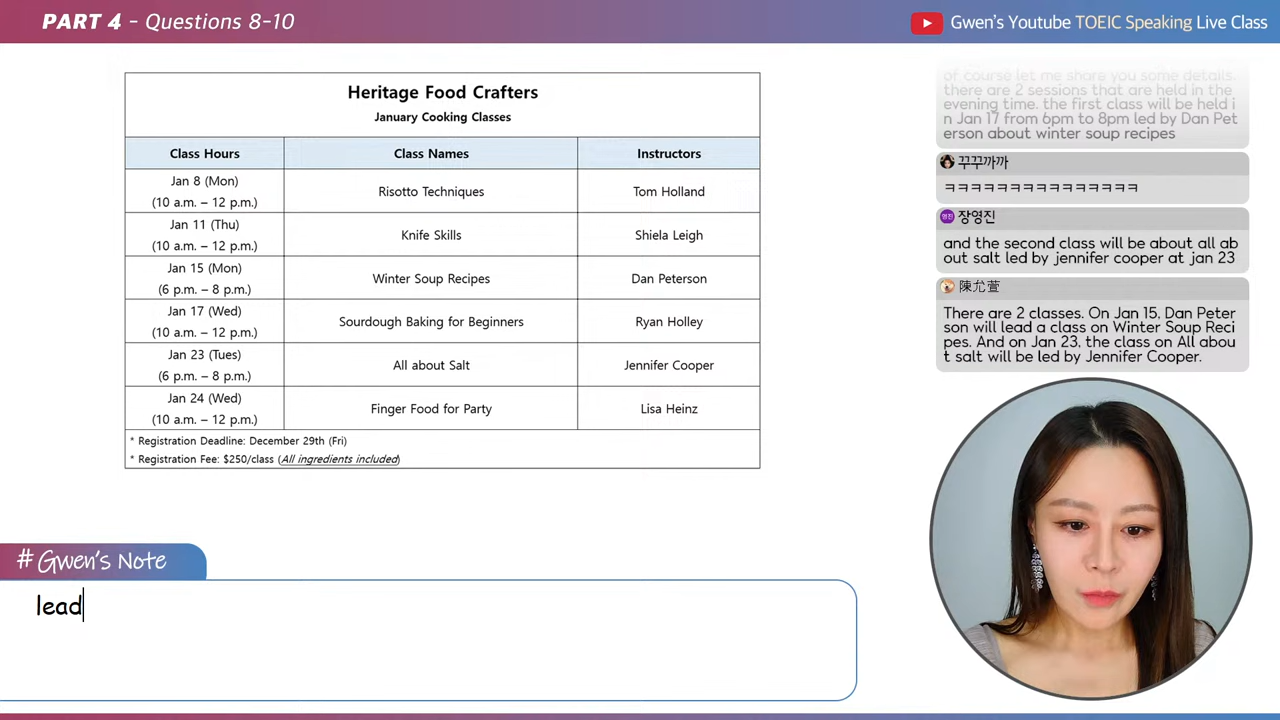 PART 4 - Questions 8-10
Gwen's Youtube TOEIC Speaking Live Class
Heritage Food Crafters
January Cooking Classes
Class Hours Class Names Instructors
Jan 8 (Mon)
(10 a.m. – 12 p.m.) Risotto Techniques Tom Holland
Jan 11 (Thu)
(10 a.m. – 12 p.m.) Knife Skills Shiela Leigh
Jan 15 (Mon)
(6 p.m. – 8 p.m.) Winter Soup Recipes Dan Peterson
Jan 17 (Wed)
(10 a.m. – 12 p.m.) Sourdough Baking for Beginners Ryan Holley
Jan 23 (Tues)
(6 p.m. – 8 p.m.) All about Salt Jennifer Cooper
Jan 24 (Wed)
(10 a.m. – 12 p.m.) Finger Food for Party Lisa Heinz
* Registration Deadline: December 29th (Fri)
* Registration Fee: $250/class (All ingredients included)
of course let me share you some details.
there are 2 sessions that are held in the
evening time. the first class will be held i
n Jan 17 from 6pm to 8pm led by Dan Pet
erson about winter soup recipes
꾸꾸까까
ㅋㅋㅋㅋㅋㅋㅋㅋㅋㅋㅋㅋㅋㅋㅋ
영진 장영진
and the second class will be about all ab
out salt led by jennifer cooper at jan 23
陳允萱
There are 2 classes. On Jan 15, Dan Peter
son will lead a class on Winter Soup Reci
pes. And on Jan 23, the class on All abou
t salt will be led by Jennifer Cooper.
# Gwen's Note
lead